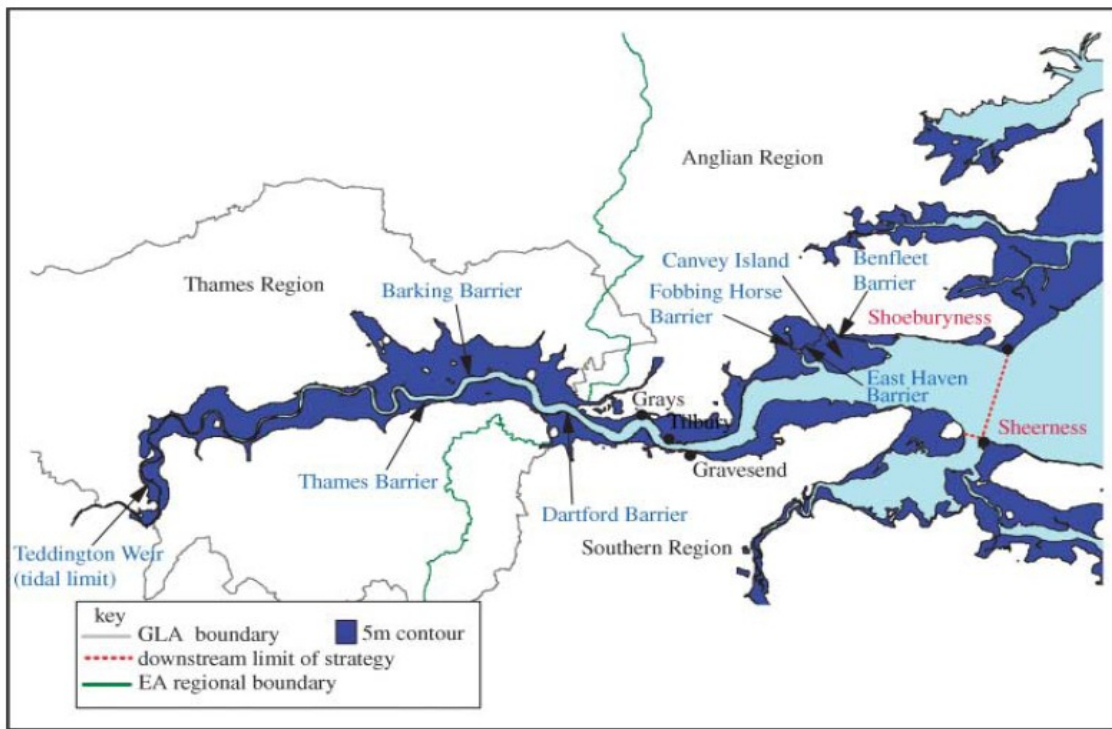 Anglian Region
Thames Region
Barking Barrier
Canvey Island
Fobbing Horse
Barrier
Benfleet
Barrier
Shoeburyness
East Haven
Barrier
Grays
Tilbury
Sheerness
Gravesend
Thames Barrier
Dartford Barrier
Southern Region
Teddington Weir
(tidal limit)
key
GLA boundary
5m contour
downstream limit of strategy
EA regional boundary